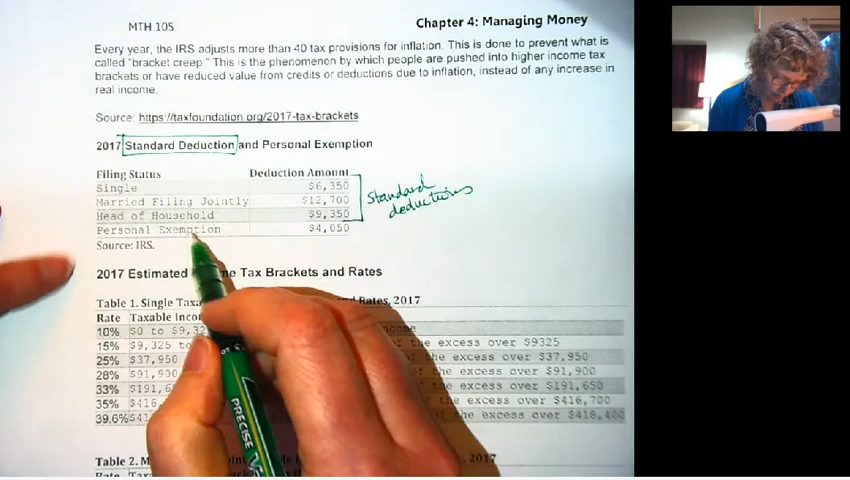 MTH 105
Chapter 4: Managing Money
Every year, the IRS adjusts more than 40 tax provisions for inflation. This is done to prevent what is
called "bracket creep." This is the phenomenon by which people are pushed into higher income tax
brackets or have reduced value from credits or deductions due to inflation, instead of any increase in
real income.
Source: https://taxfoundation.org/2017-tax-brackets
2017 Standard Deduction and Personal Exemption
Filing Status Deduction Amount
Single $6,350
Married Filing Jointly $12,700
Head of Household $9,350
Personal Exemption $4,050
Standard
deductions
Source: IRS.
2017 Estimated Tax Brackets and Rates
Table 1. Single and Rates, 2017
Rate Taxable
10% $0 to
15% $9,325 to the excess over $9325
25% $37,950 the excess over $37,950
28% $91,900 the excess over $91,900
33% the excess over $191,650
35% the excess over $416,700
39.6% the excess over $418,400
Table 2. 2017
PRECISE